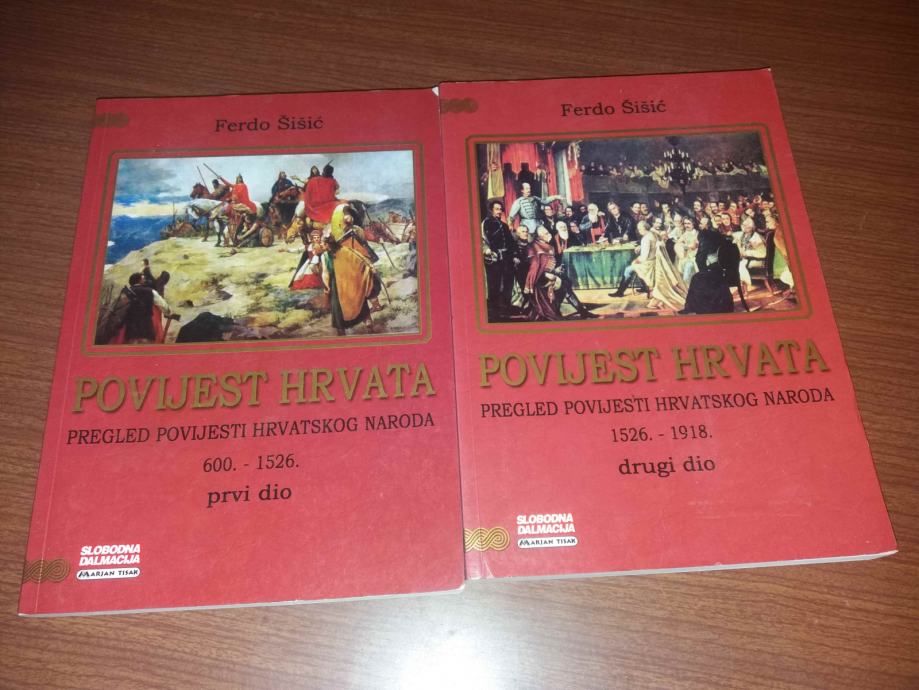 Ferdo Šišić
POVIJEST HRVATA
PREGLED POVIJESTI HRVATSKOG NARODA
600. - 1526.
prvi dio
SLOBODNA
DALMACIJA
MARJAN TISAK
Ferdo Šišić
POVIJEST HRVATA
PREGLED POVIJESTI HRVATSKOG NARODA
1526. - 1918.
drugi dio
SLOBODNA
DALMACIJA
MARJAN TISAK